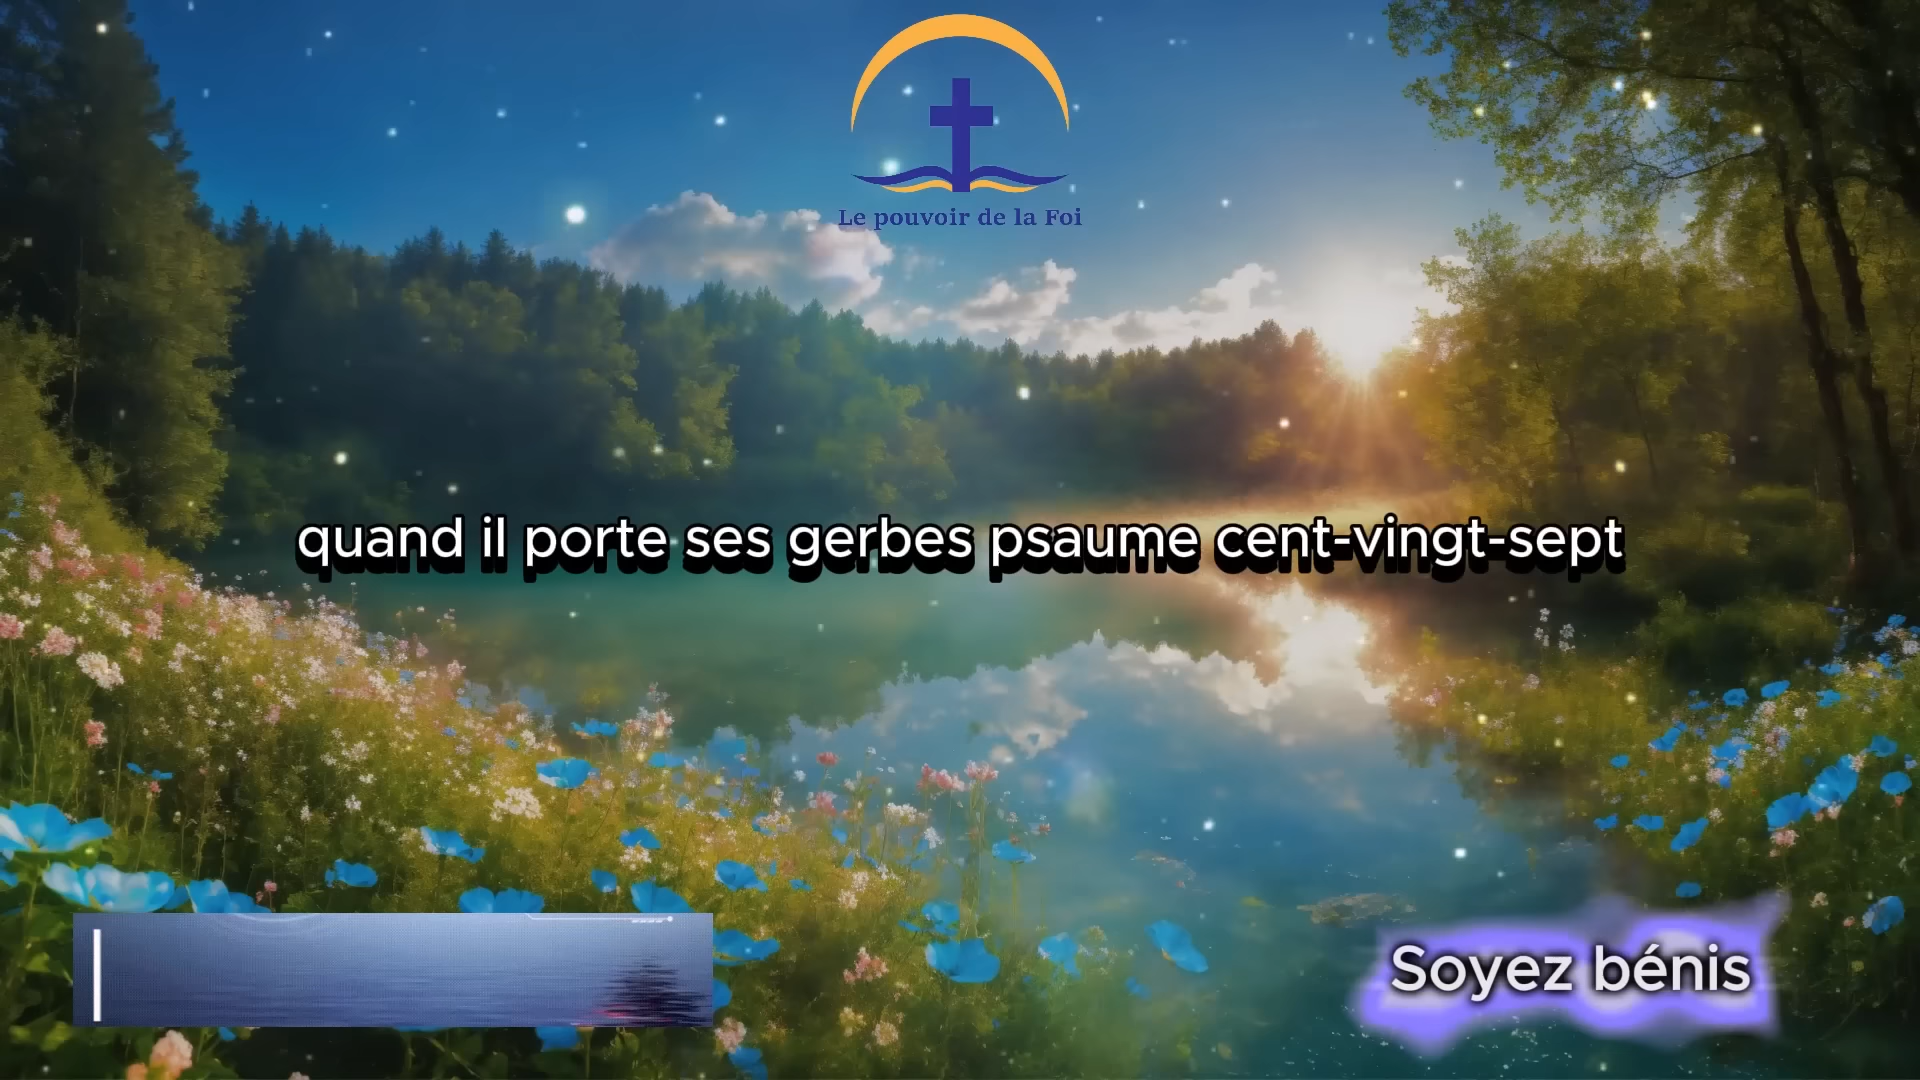 Le pouvoir de la Foi
quand il porte ses gerbes psaume cent-vingt-sept
Soyez bénis